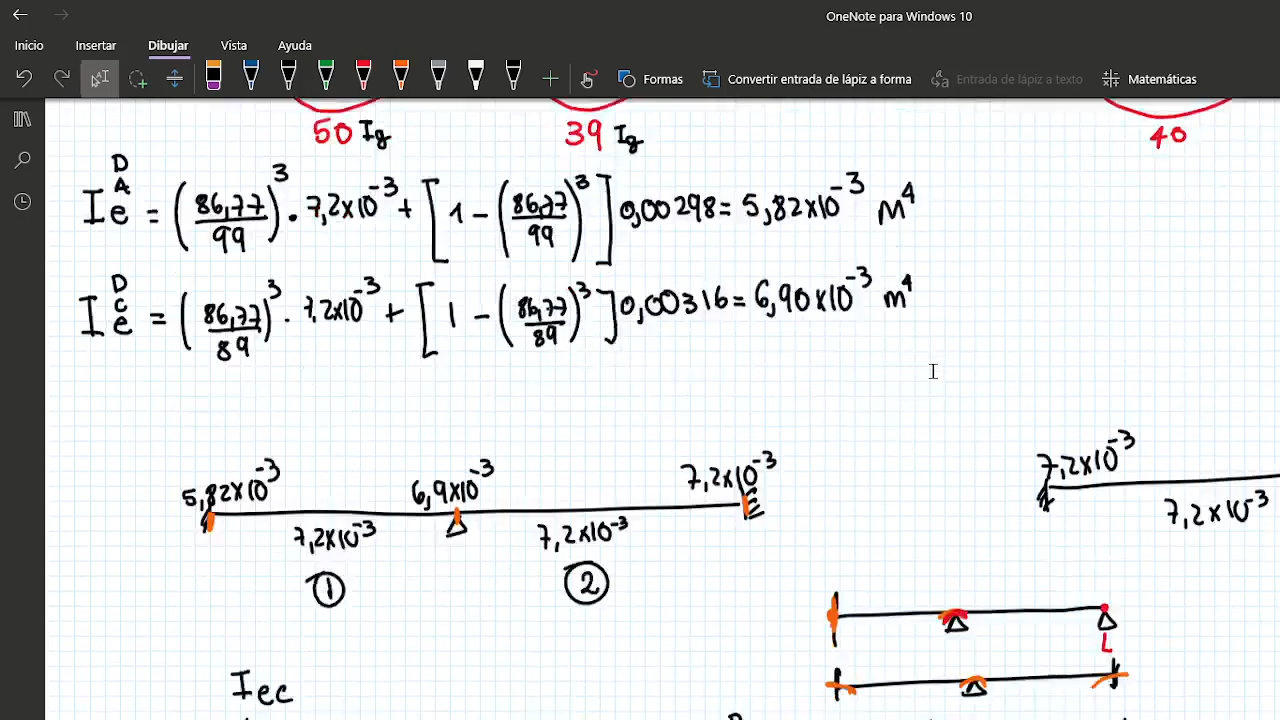 OneNote para Windows 10
Inicio Insertar Dibujar Vista Ayuda
Formas Convertir entrada de lápiz a forma Entrada de lápiz a texto Matemáticas
50 Ig 39 Ig 40
Ie^D_A = (86,77/99)^3 · 7,2x10^-3 + [1 - (86,77/99)^3] 0,00298 = 5,82x10^-3 m^4
Ie^D_C = (86,77/89)^3 · 7,2x10^-3 + [1 - (86,77/89)^3] 0,00316 = 6,90x10^-3 m^4
5,82x10^-3 6,9x10^-3 7,2x10^-3 7,2x10^-3
7,2x10^-3 7,2x10^-3 7,2x10^-3
1 2
L
Iec